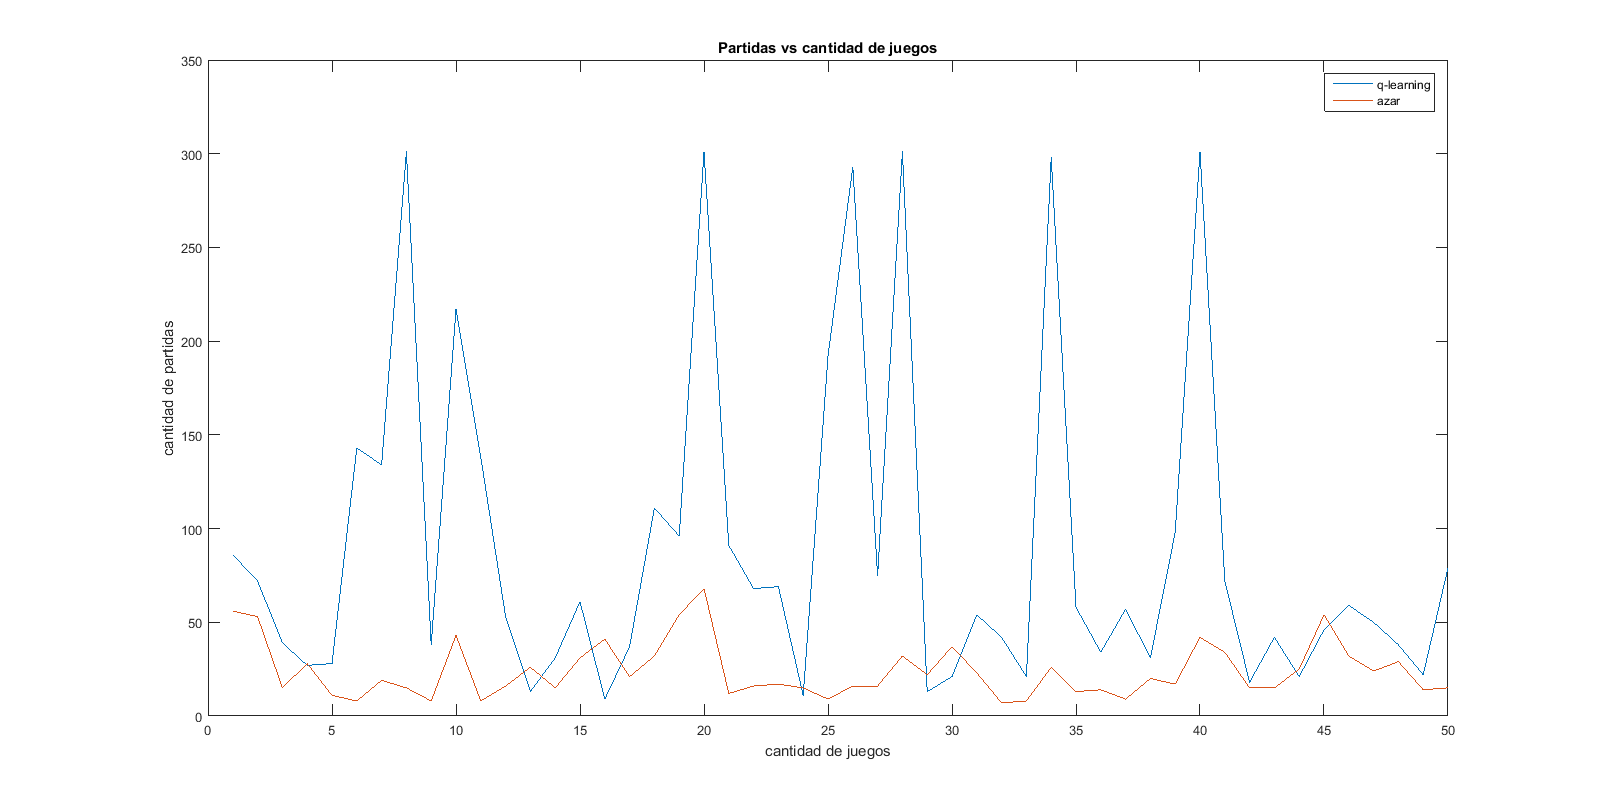 Partidas vs cantidad de juegos
350
300
250
200
150
100
50
0
cantidad de partidas
q-learning
azar
0 5 10 15 20 25 30 35 40 45 50
cantidad de juegos